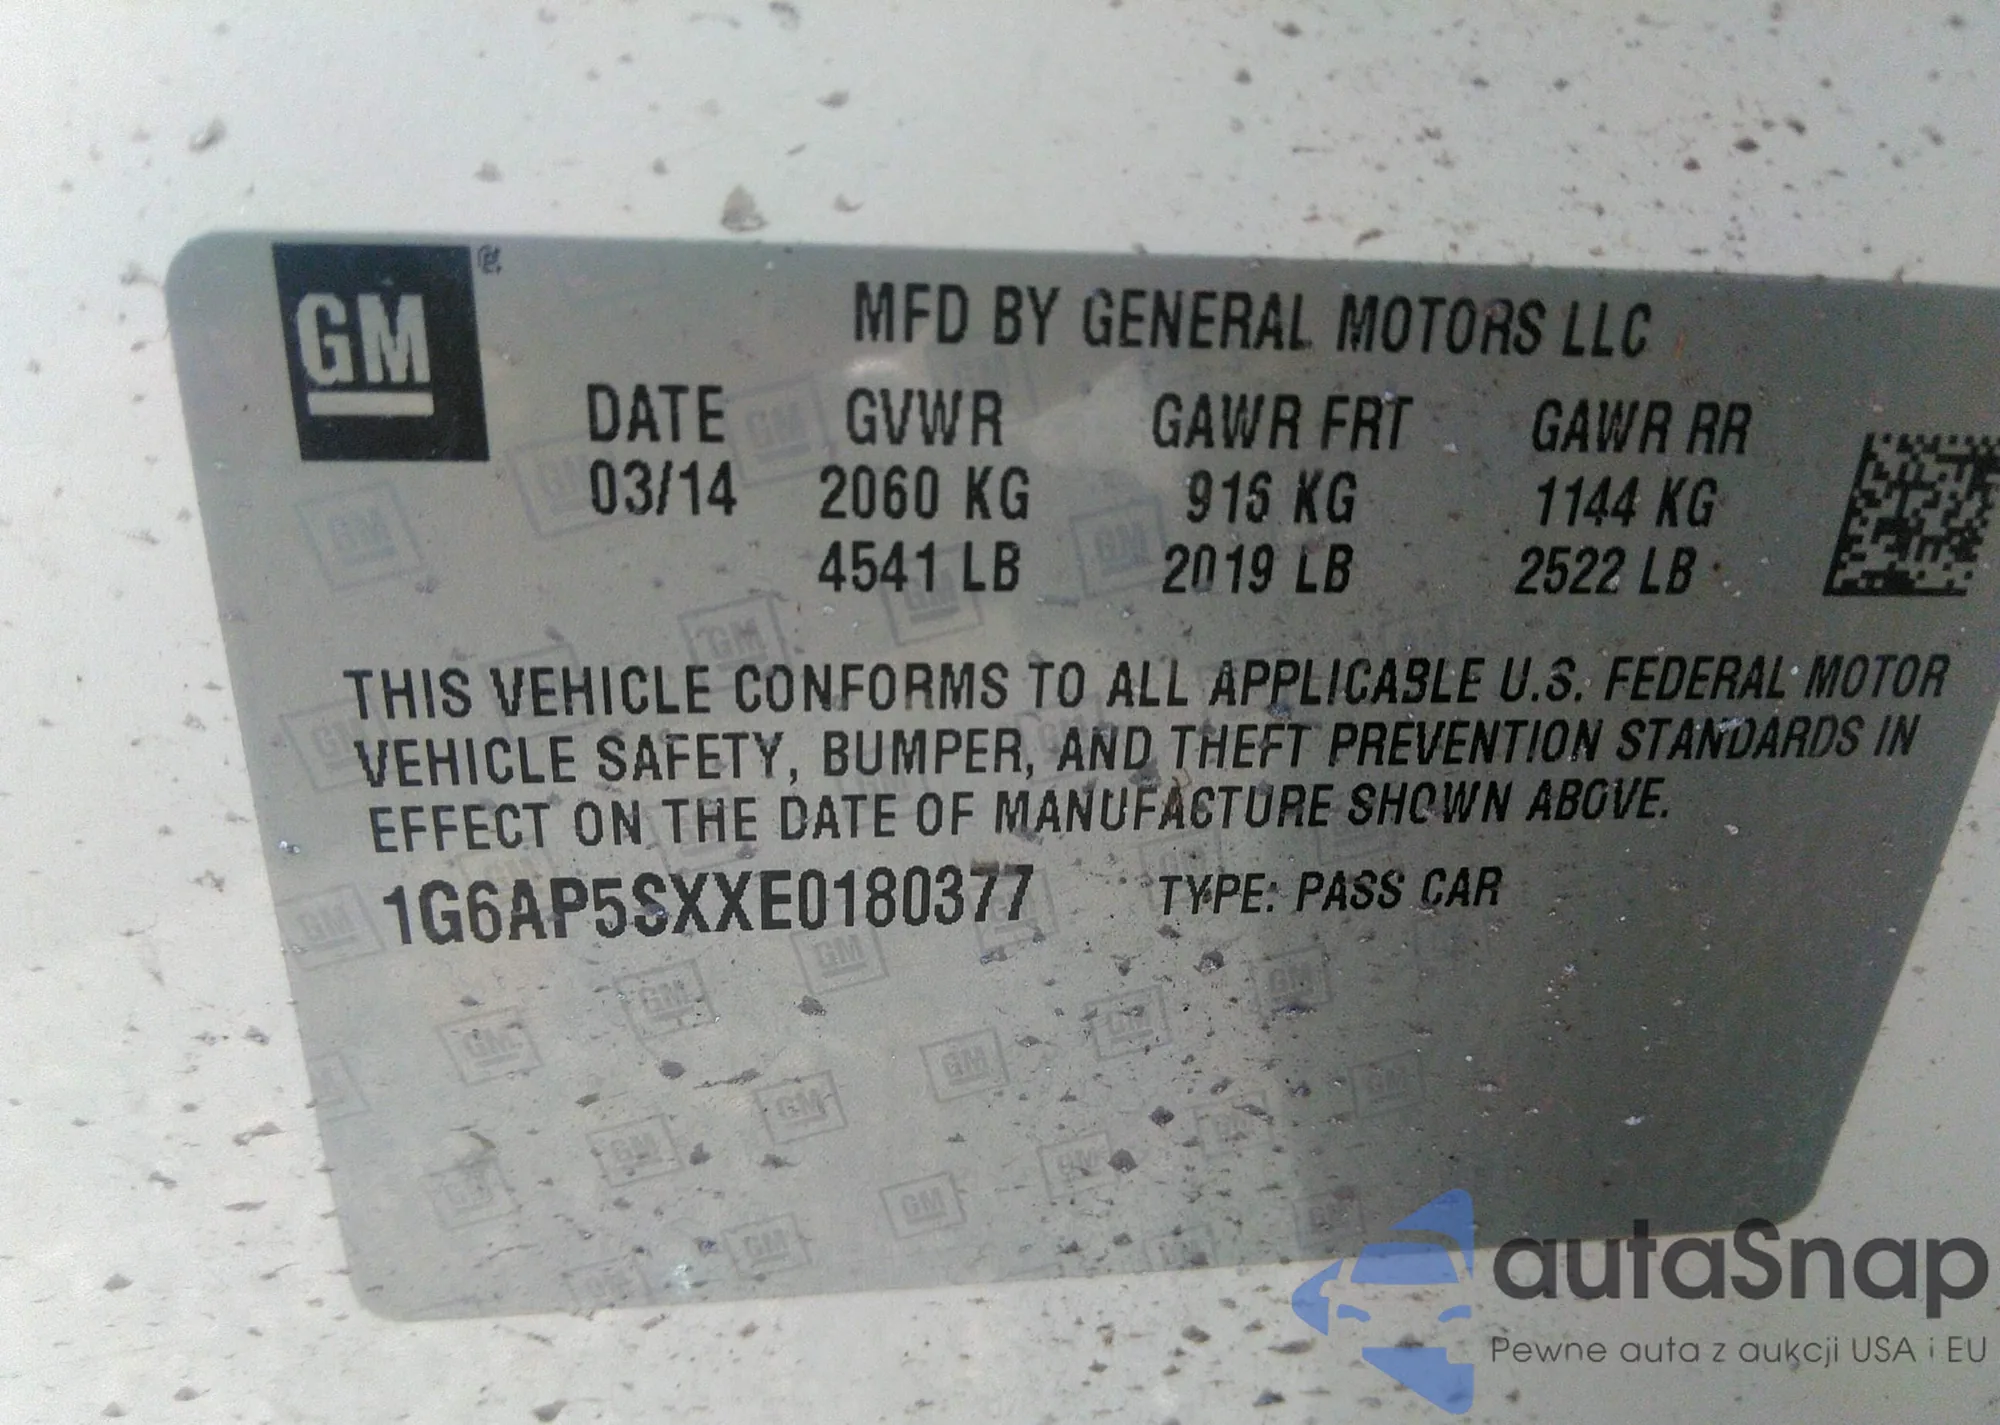 GM
MFD BY GENERAL MOTORS LLC
DATE GVWR GAWR FRT GAWR RR
03/14 2060 KG 916 KG 1144 KG
4541 LB 2019 LB 2522 LB
THIS VEHICLE CONFORMS TO ALL APPLICABLE U.S. FEDERAL MOTOR
VEHICLE SAFETY, BUMPER, AND THEFT PREVENTION STANDARDS IN
EFFECT ON THE DATE OF MANUFACTURE SHOWN ABOVE.
1G6AP5SXXE0180377 TYPE: PASS CAR
autaSnap
Pewne auta z aukcji USA i EU